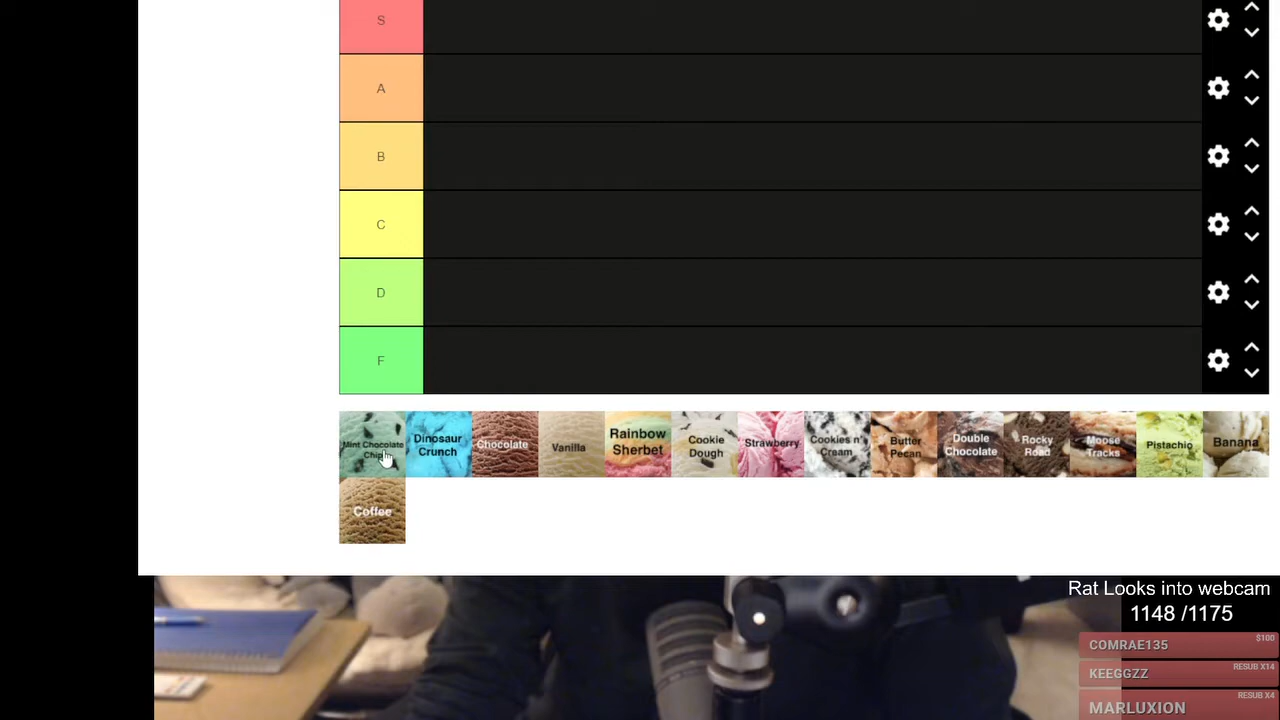 S
A
B
C
D
F
Mint Chocolate
Chip
Dinosaur
Crunch
Chocolate
Vanilla
Rainbow
Sherbet
Cookie
Dough
Strawberry
Cookies n'
Cream
Butter
Pecan
Double
Chocolate
Rocky
Road
Moose
Tracks
Pistachio
Banana
Coffee
Rat Looks into webcam
1148 /1175
COMRAE135 $100
KEEGGZZ RESUB X14
MARLUXION RESUB X4